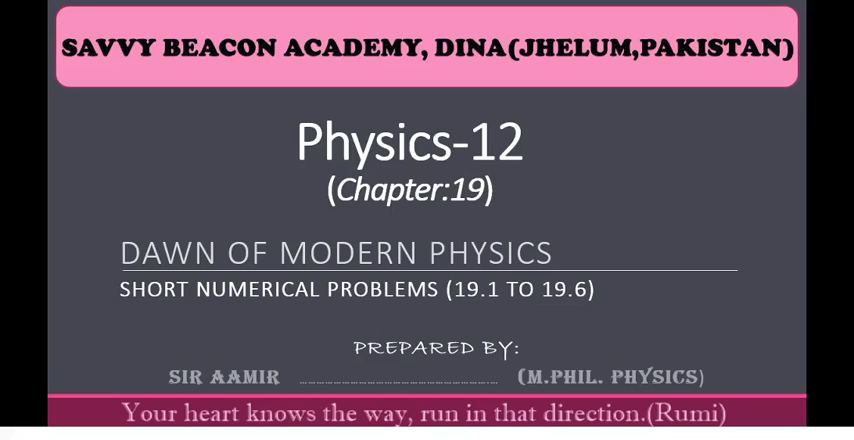 SAVVY BEACON ACADEMY, DINA(JHELUM,PAKISTAN)
Physics-12
(Chapter:19)
DAWN OF MODERN PHYSICS
SHORT NUMERICAL PROBLEMS (19.1 TO 19.6)
PREPARED BY:
SIR AAMIR ……………………………………………… (M.PHIL. PHYSICS)
Your heart knows the way, run in that direction.(Rumi)